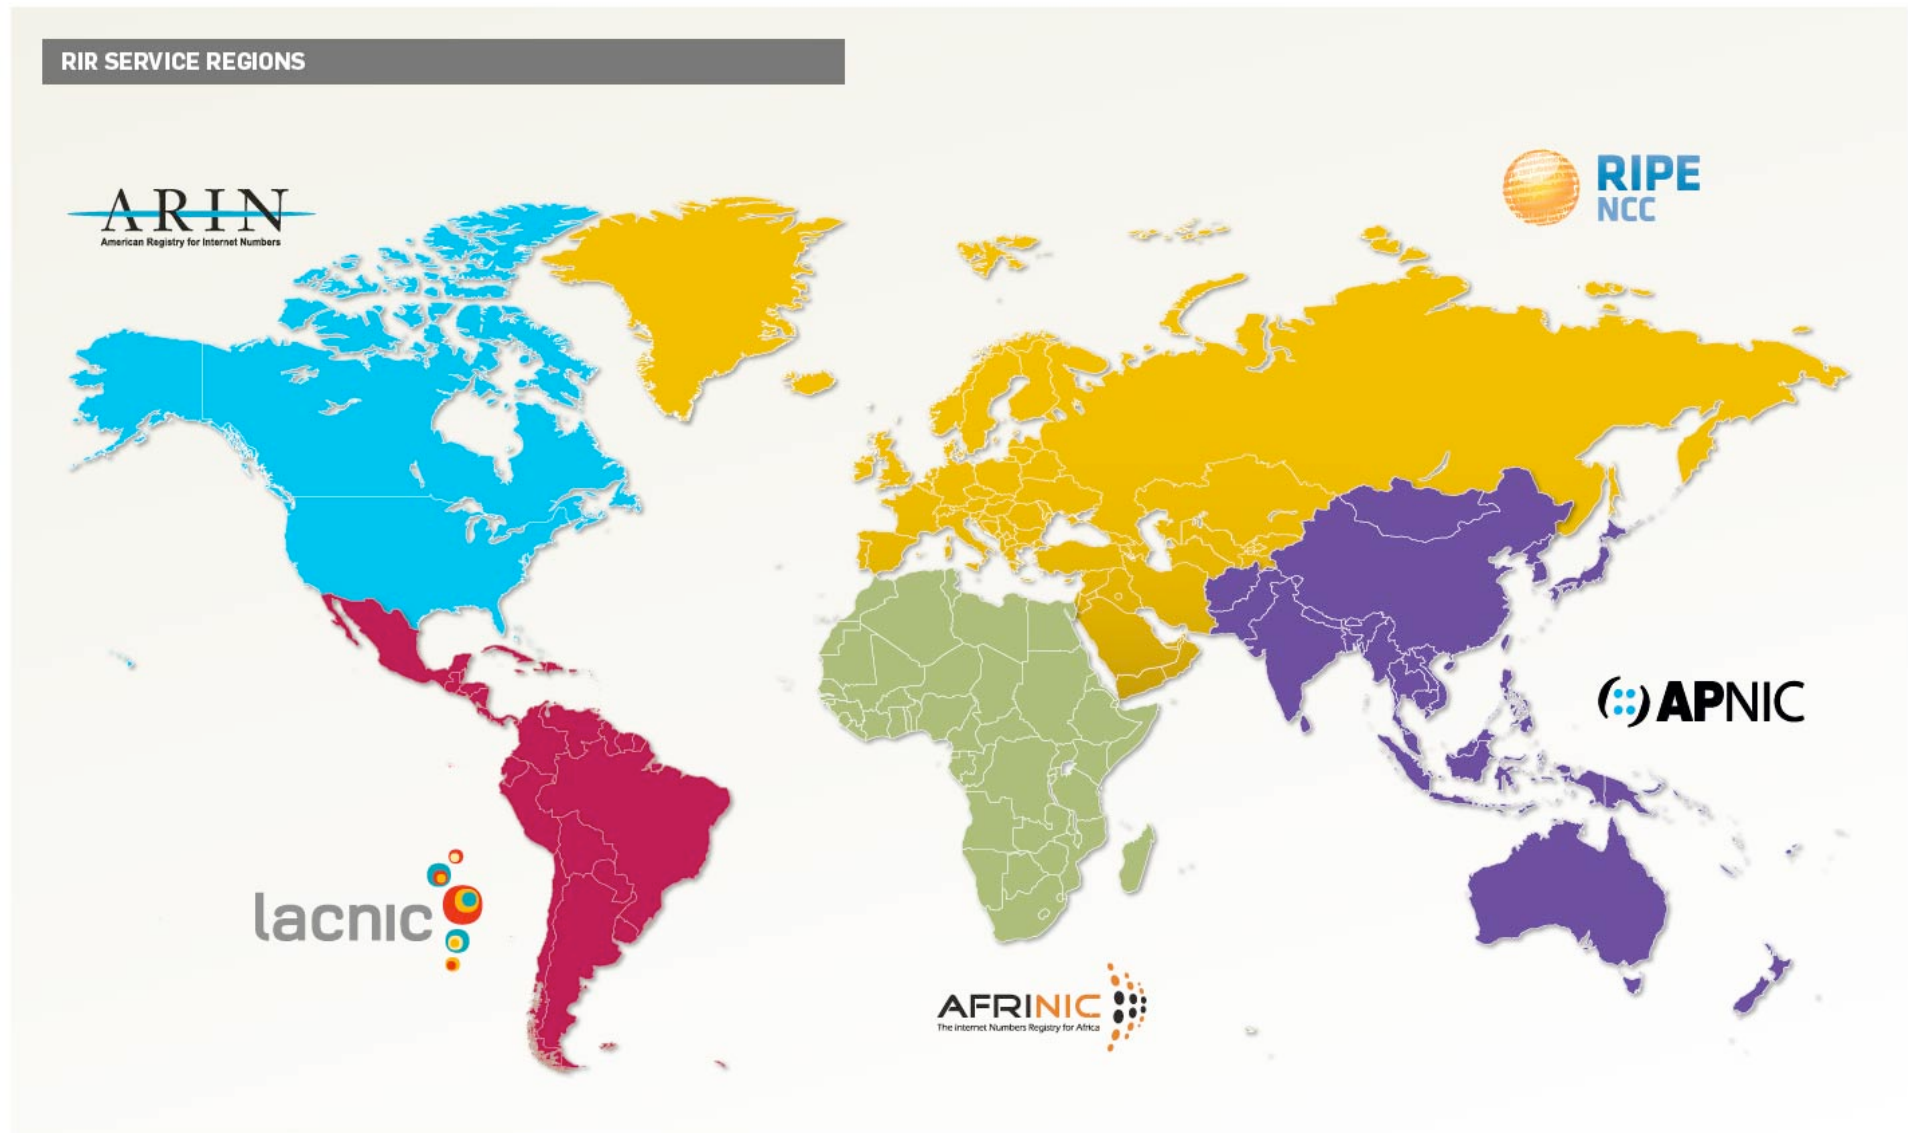 RIR SERVICE REGIONS
ARIN
American Registry for Internet Numbers
RIPE
NCC
APNIC
lacnic
AFRINIC
The Internet Numbers Registry for Africa